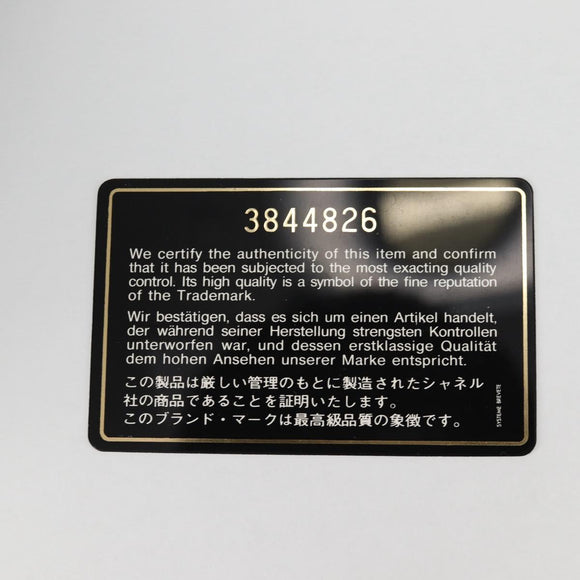 3844826
We certify the authenticity of this item and confirm
that it has been subjected to the most exacting quality
control. Its high quality is a symbol of the fine reputation
of the Trademark.
Wir bestätigen, dass es sich um einen Artikel handelt,
der während seiner Herstellung strengsten Kontrollen
unterworfen war, und dessen erstklassige Qualität
dem hohen Ansehen unserer Marke entspricht.
この製品は厳しい管理のもとに製造されたシャネル
社の商品であることを証明いたします。
このブランド・マークは最高級品質の象徴です。
SYSTEME BREVETE